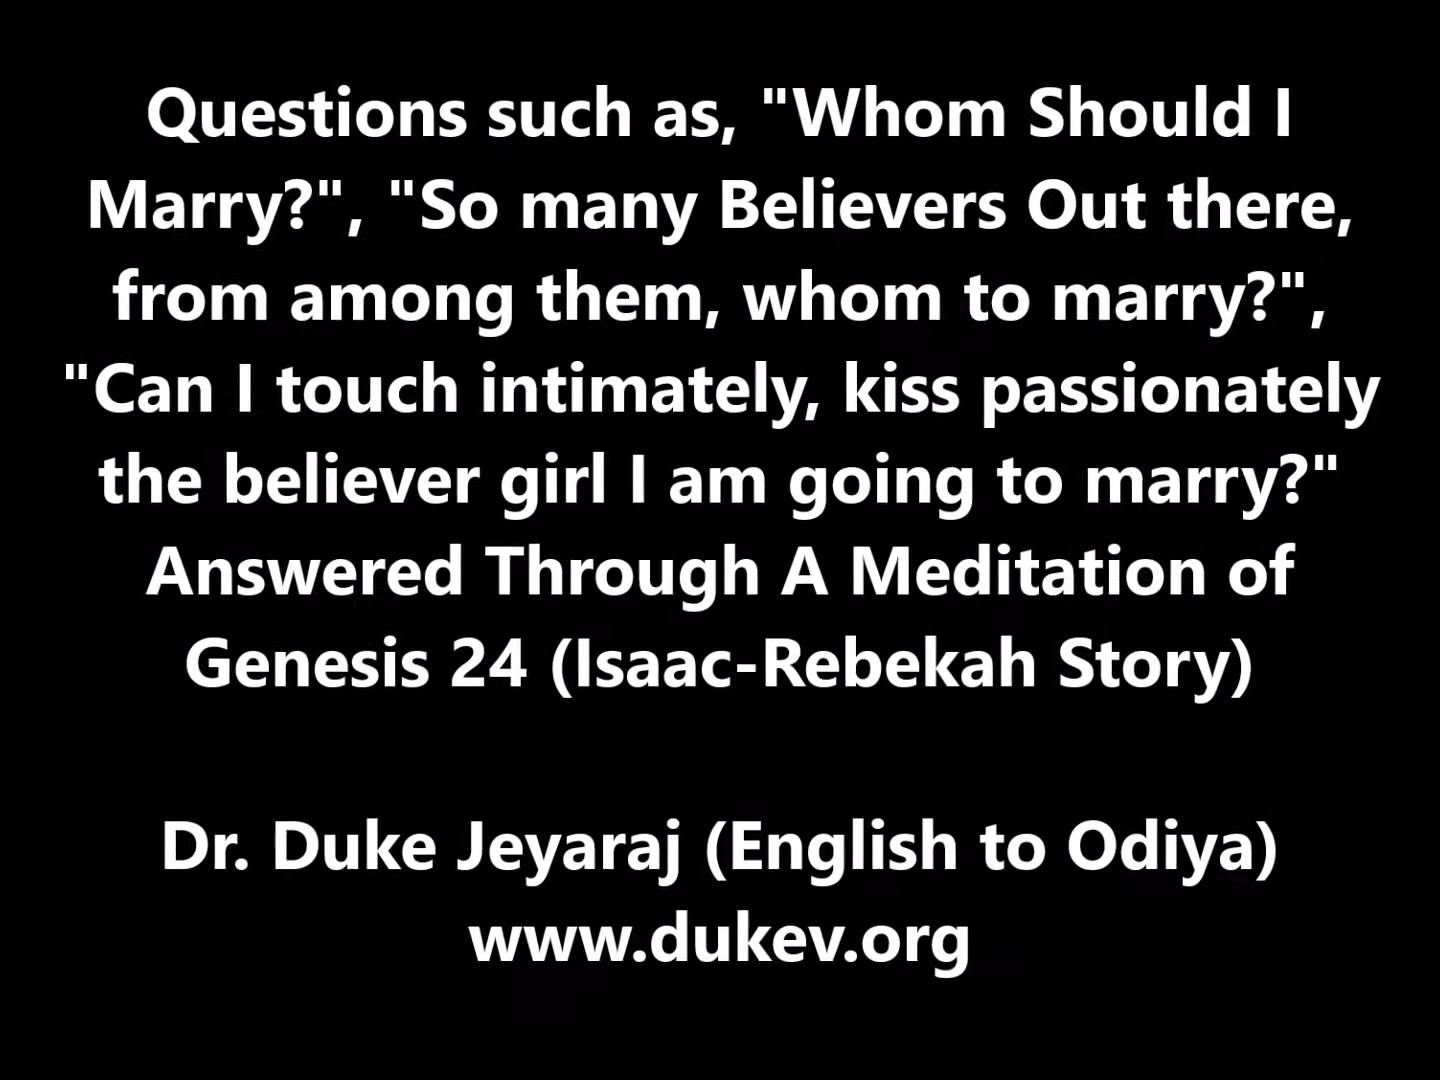 Questions such as, "Whom Should I
Marry?", "So many Believers Out there,
from among them, whom to marry?",
"Can I touch intimately, kiss passionately
the believer girl I am going to marry?"
Answered Through A Meditation of
Genesis 24 (Isaac-Rebekah Story)
Dr. Duke Jeyaraj (English to Odiya)
www.dukev.org